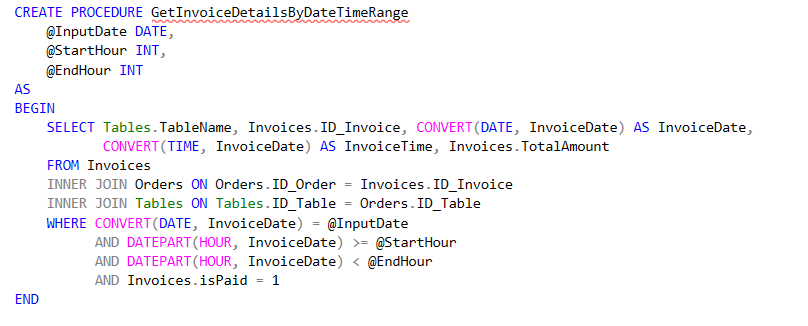 CREATE PROCEDURE GetInvoiceDetailsByDateTimeRange
    @InputDate DATE,
    @StartHour INT,
    @EndHour INT
AS
BEGIN
    SELECT Tables.TableName, Invoices.ID_Invoice, CONVERT(DATE, InvoiceDate) AS InvoiceDate,
           CONVERT(TIME, InvoiceDate) AS InvoiceTime, Invoices.TotalAmount
    FROM Invoices
    INNER JOIN Orders ON Orders.ID_Order = Invoices.ID_Invoice
    INNER JOIN Tables ON Tables.ID_Table = Orders.ID_Table
    WHERE CONVERT(DATE, InvoiceDate) = @InputDate
          AND DATEPART(HOUR, InvoiceDate) >= @StartHour
          AND DATEPART(HOUR, InvoiceDate) < @EndHour
          AND Invoices.isPaid = 1
END